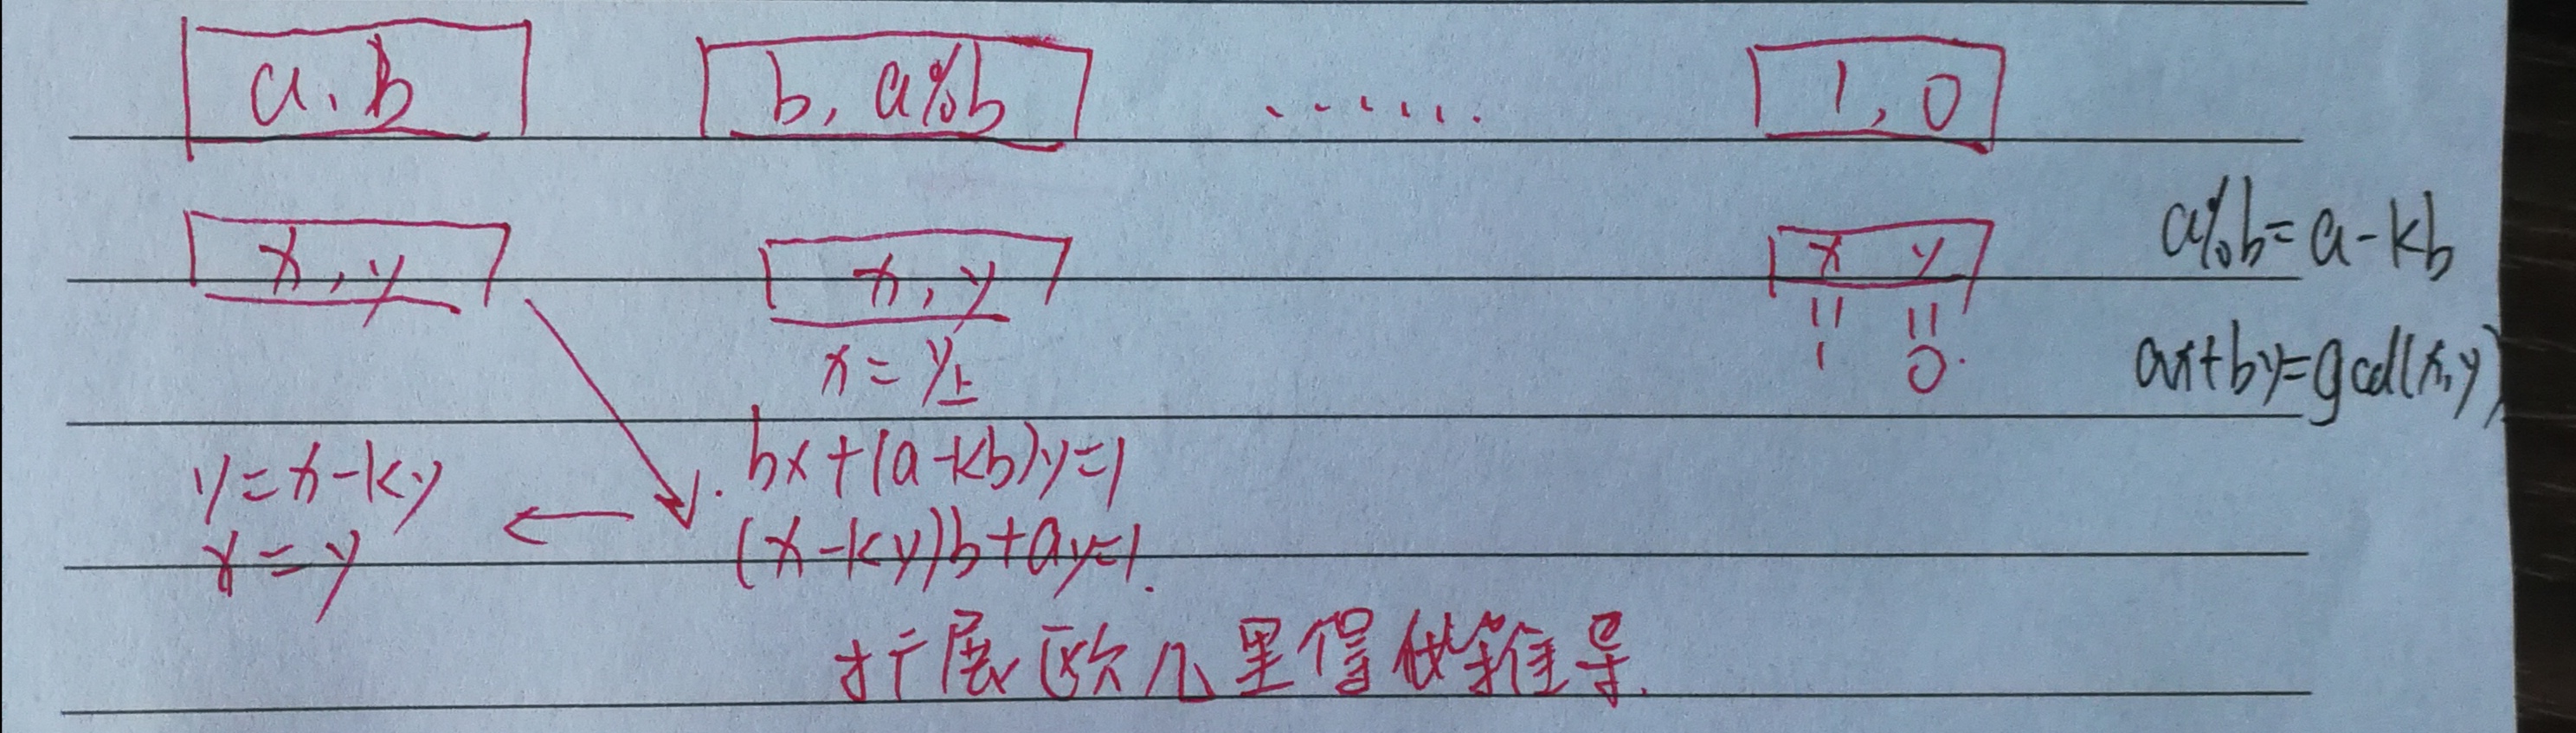 a, b b, a%b ...... 1, 0
x, y x, y x y
a%b=a-kb
|| ||
x=y上 1 0.
ax+by=gcd(x,y)
y=x-ky bx+(a-kb)y=1
x=y (x-ky)b+ay=1.
扩展欧几里得做推导.